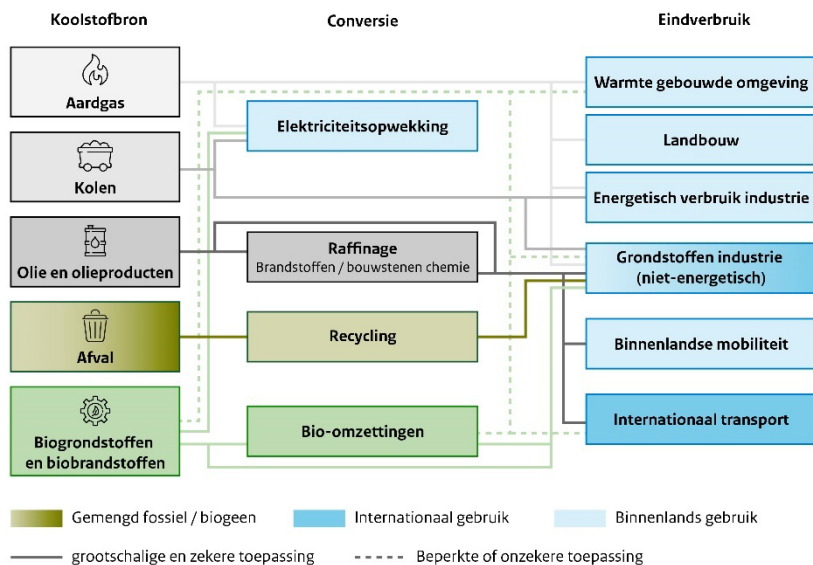 Koolstofbron
Conversie
Eindverbruik
Aardgas
Kolen
Olie en olieproducten
Afval
Biogrondstoffen
en biobrandstoffen
Elektriciteitsopwekking
Raffinage
Brandstoffen / bouwstenen chemie
Recycling
Bio-omzettingen
Warmte gebouwde omgeving
Landbouw
Energetisch verbruik industrie
Grondstoffen industrie
(niet-energetisch)
Binnenlandse mobiliteit
Internationaal transport
Gemengd fossiel / biogeen
Internationaal gebruik
Binnenlands gebruik
grootschalige en zekere toepassing
Beperkte of onzekere toepassing